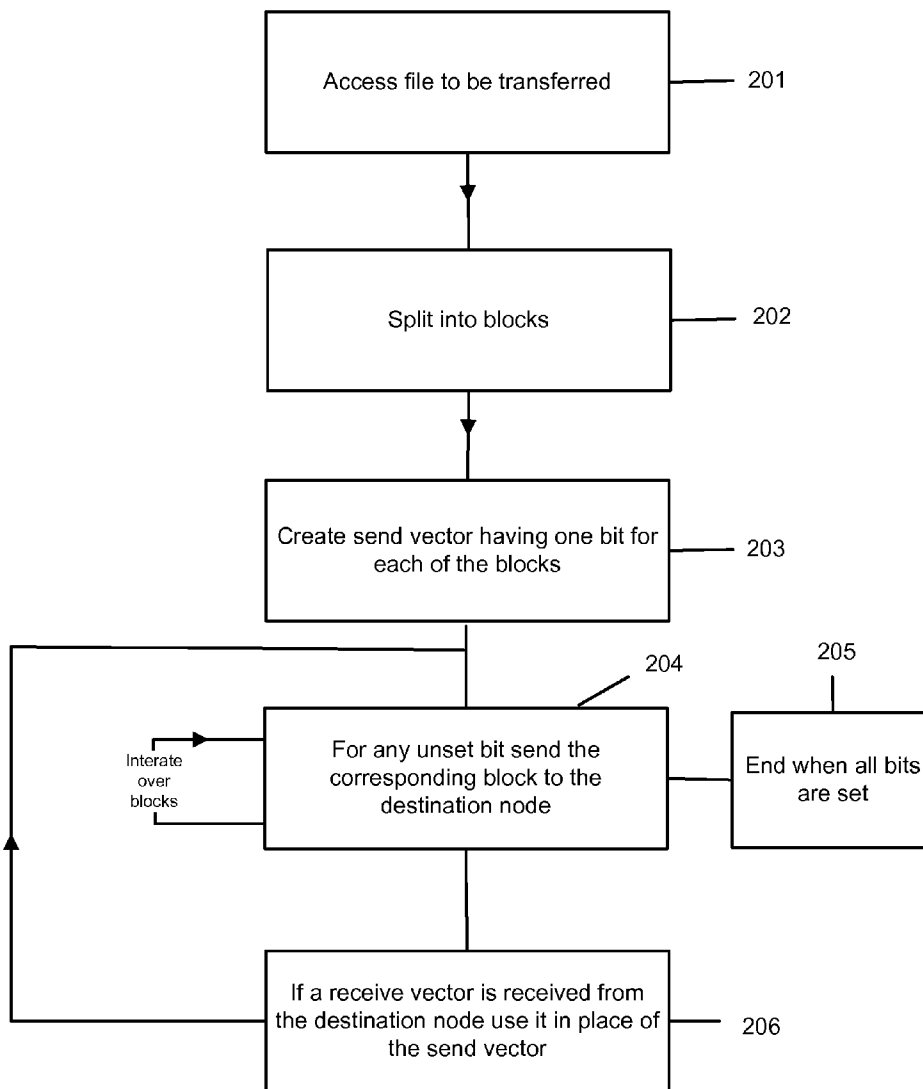 Access file to be transferred
201
Split into blocks
202
Create send vector having one bit for
each of the blocks
203
204
205
Interate over
blocks
For any unset bit send the
corresponding block to the
destination node
End when all bits
are set
If a receive vector is received from
the destination node use it in place of
the send vector
206